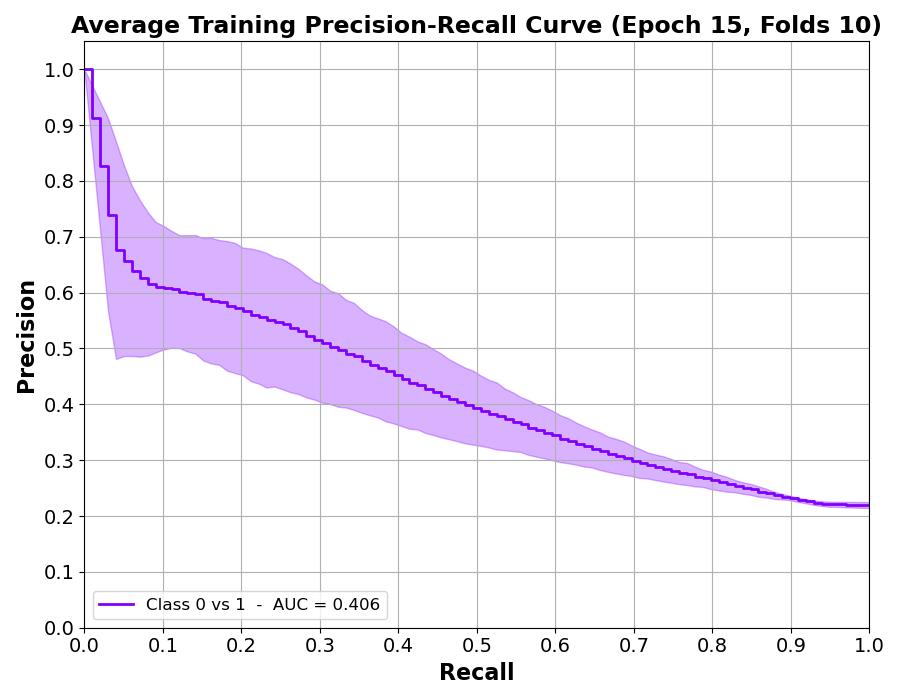 Average Training Precision-Recall Curve (Epoch 15, Folds 10)
Precision
1.0
0.9
0.8
0.7
0.6
0.5
0.4
0.3
0.2
0.1
0.0
Class 0 vs 1  -  AUC = 0.406
0.0 0.1 0.2 0.3 0.4 0.5 0.6 0.7 0.8 0.9 1.0
Recall